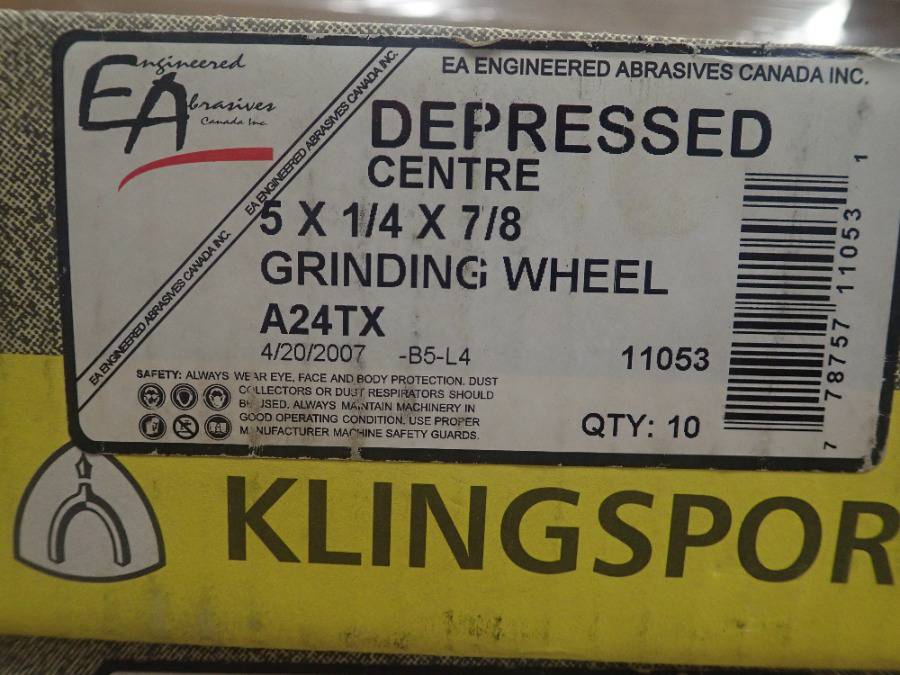 Engineered
Abrasives
Canada Inc.
EA ENGINEERED ABRASIVES CANADA INC.
EA ENGINEERED ABRASIVES CANADA INC.
EA ENGINEERED ABRASIVES CANADA INC.
DEPRESSED
CENTRE
5 X 1/4 X 7/8
GRINDING WHEEL
A24TX
4/20/2007 -B5-L4
11053
SAFETY: ALWAYS WEAR EYE, FACE AND BODY PROTECTION. DUST
COLLECTORS OR DUST RESPIRATORS SHOULD
BE USED. ALWAYS MAINTAIN MACHINERY IN
GOOD OPERATING CONDITION. USE PROPER
MANUFACTURER MACHINE SAFETY GUARDS.
QTY: 10
7 78757 11053 1
KLINGSPOR